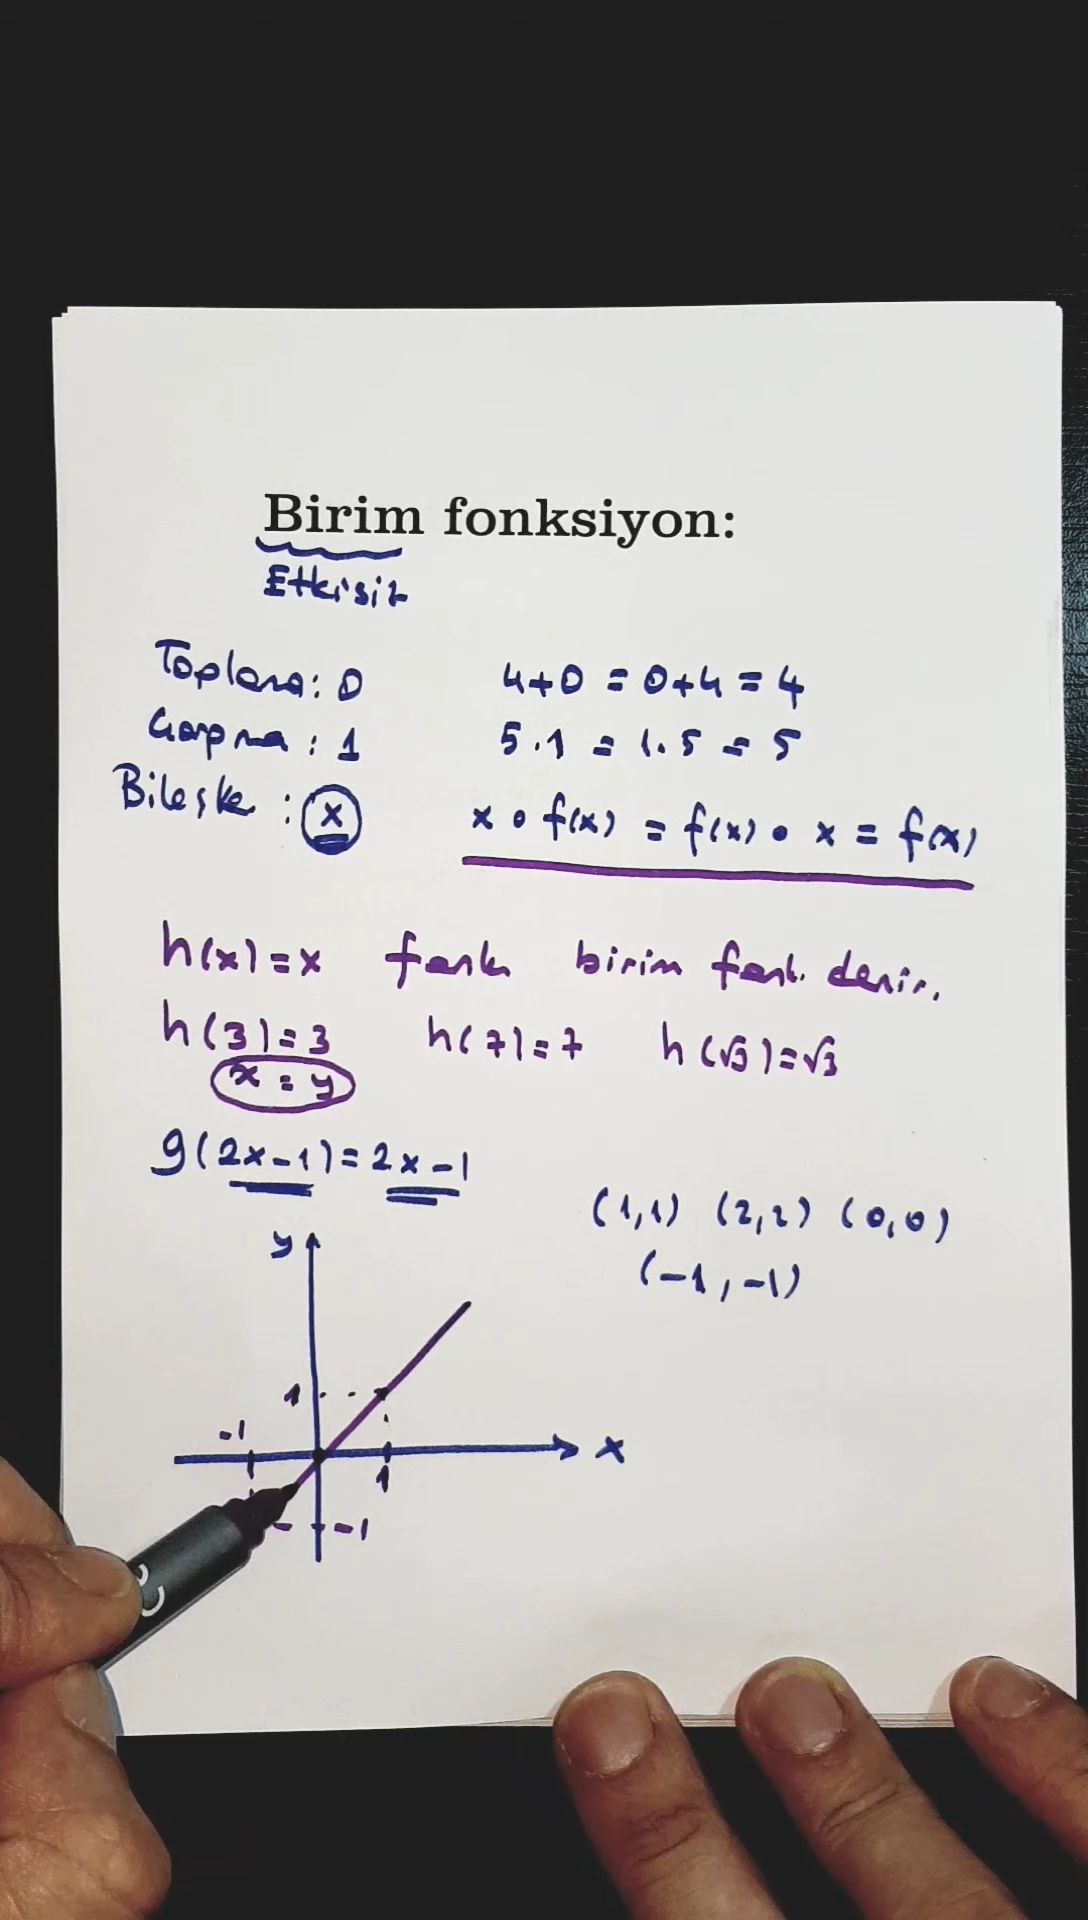 Birim fonksiyon:
Etkisiz
Toplama: 0 4+0 = 0+4 = 4
Çarpma: 1 5.1 = 1.5 = 5
Bileşke: x x o f(x) = f(x) o x = f(x)
h(x)=x fonk birim fonk. denir.
h(3)=3 h(7)=7 h(√3)=√3
x = y
g(2x-1)=2x-1
(1,1) (2,2) (0,0)
(-1,-1)
y
1
-1
x
1
-1